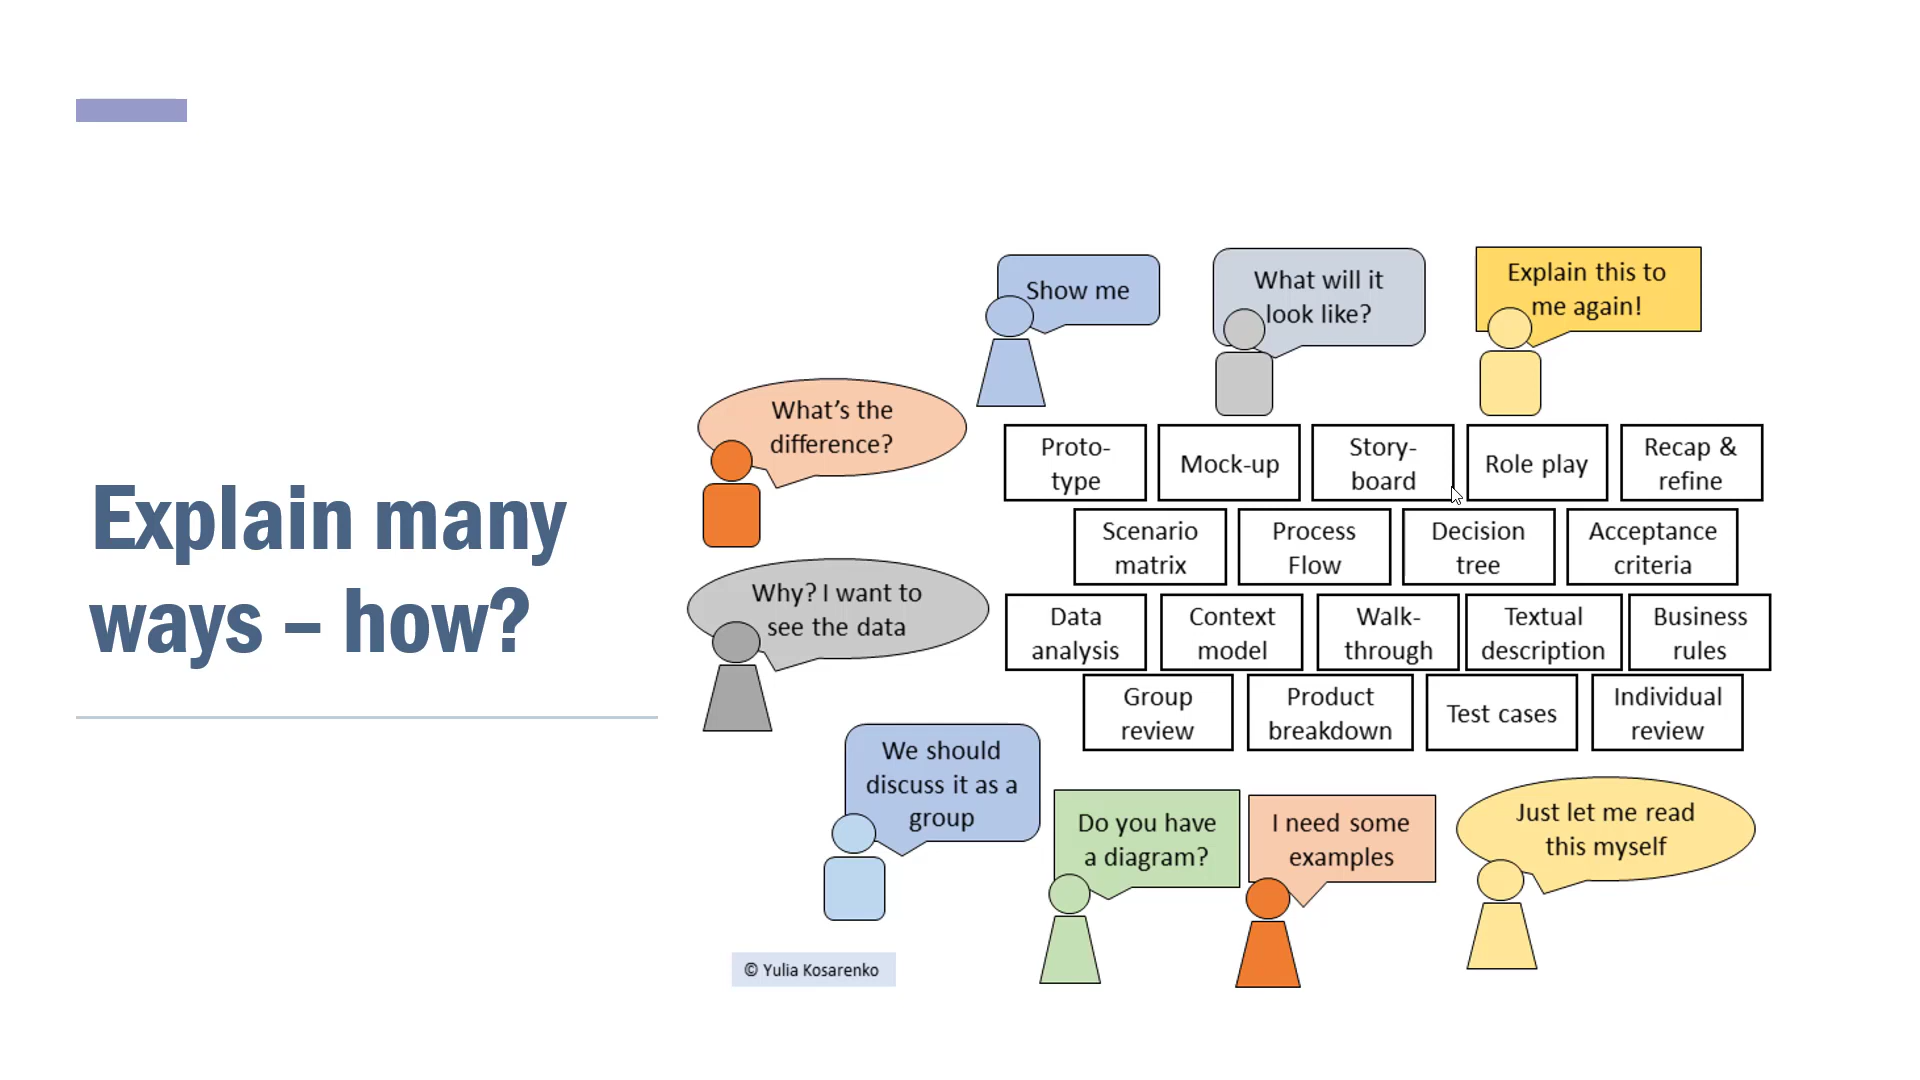 Explain many
ways – how?
Show me
What will it
look like?
Explain this to
me again!
What's the
difference?
Why? I want to
see the data
Proto-
type
Mock-up
Story-
board
Role play
Recap &
refine
Scenario
matrix
Process
Flow
Decision
tree
Acceptance
criteria
Data
analysis
Context
model
Walk-
through
Textual
description
Business
rules
Group
review
Product
breakdown
Test cases
Individual
review
We should
discuss it as a
group
Do you have
a diagram?
I need some
examples
Just let me read
this myself
© Yulia Kosarenko